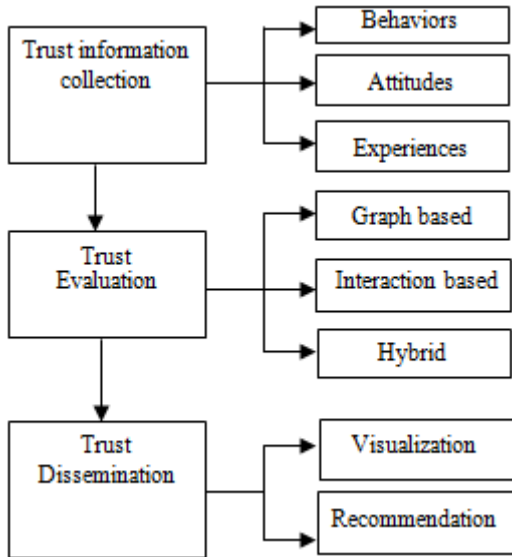 Trust information
collection
Behaviors
Attitudes
Experiences
Trust
Evaluation
Graph based
Interaction based
Hybrid
Trust
Dissemination
Visualization
Recommendation